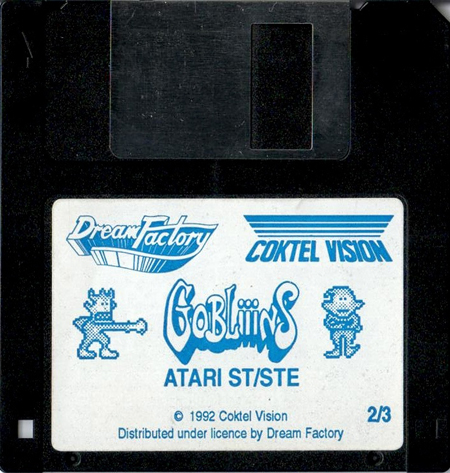 Dream Factory
COKTEL VISION
GOBLiiiNS
ATARI ST/STE
© 1992 Coktel Vision
2/3
Distributed under licence by Dream Factory